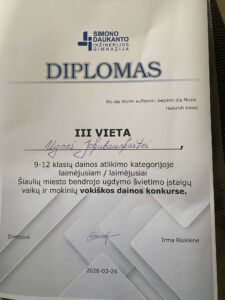 SIMONO
DAUKANTO
INŽINERIJOS
GIMNAZIJA
DIPLOMAS
Wo die Worte aufhören, beginnt die Musik.
Heinrich Heine
III VIETA
Ugnei
9-12 klasių dainos atlikimo kategorijoje
laimėjusiam / laimėjusiai
Šiaulių miesto bendrojo ugdymo švietimo įstaigų
vaikų ir mokinių vokiškos dainos konkurse.
Direktorė Irma Riukienė
2026-03-24